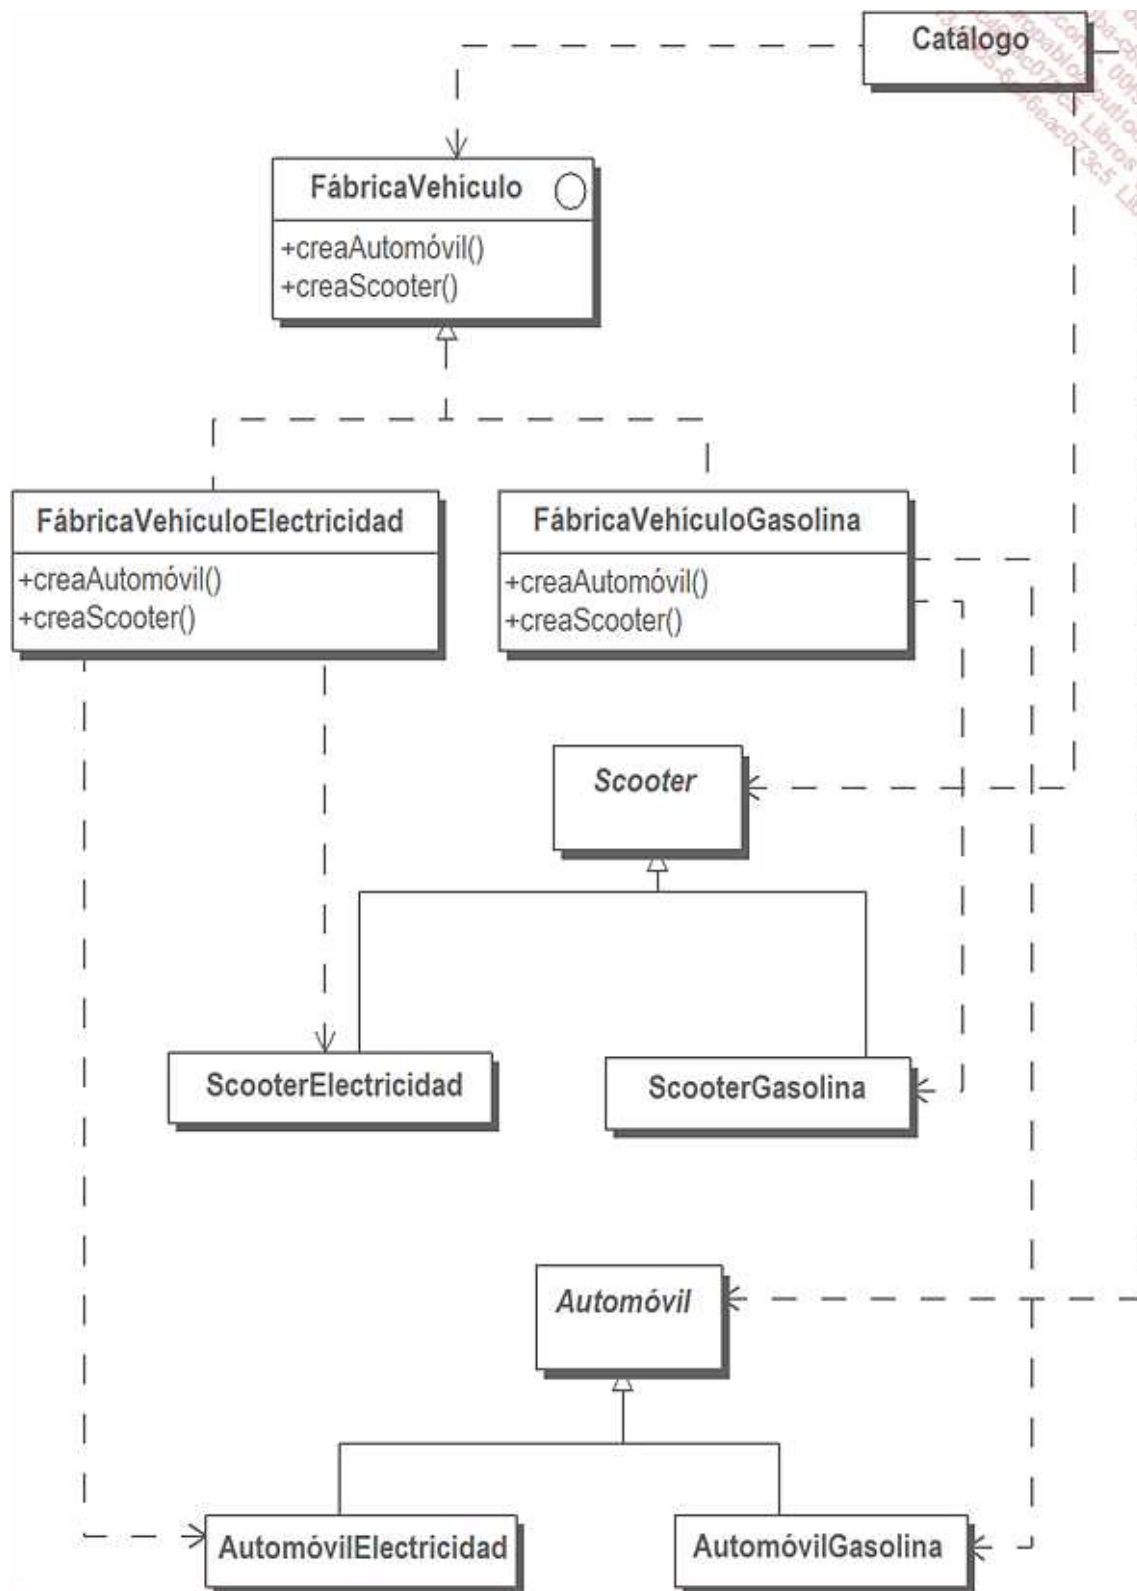 Catálogo
FábricaVehículo
+creaAutomóvil()
+creaScooter()
FábricaVehículoElectricidad
+creaAutomóvil()
+creaScooter()
FábricaVehículoGasolina
+creaAutomóvil()
+creaScooter()
Scooter
ScooterElectricidad
ScooterGasolina
Automóvil
AutomóvilElectricidad
AutomóvilGasolina